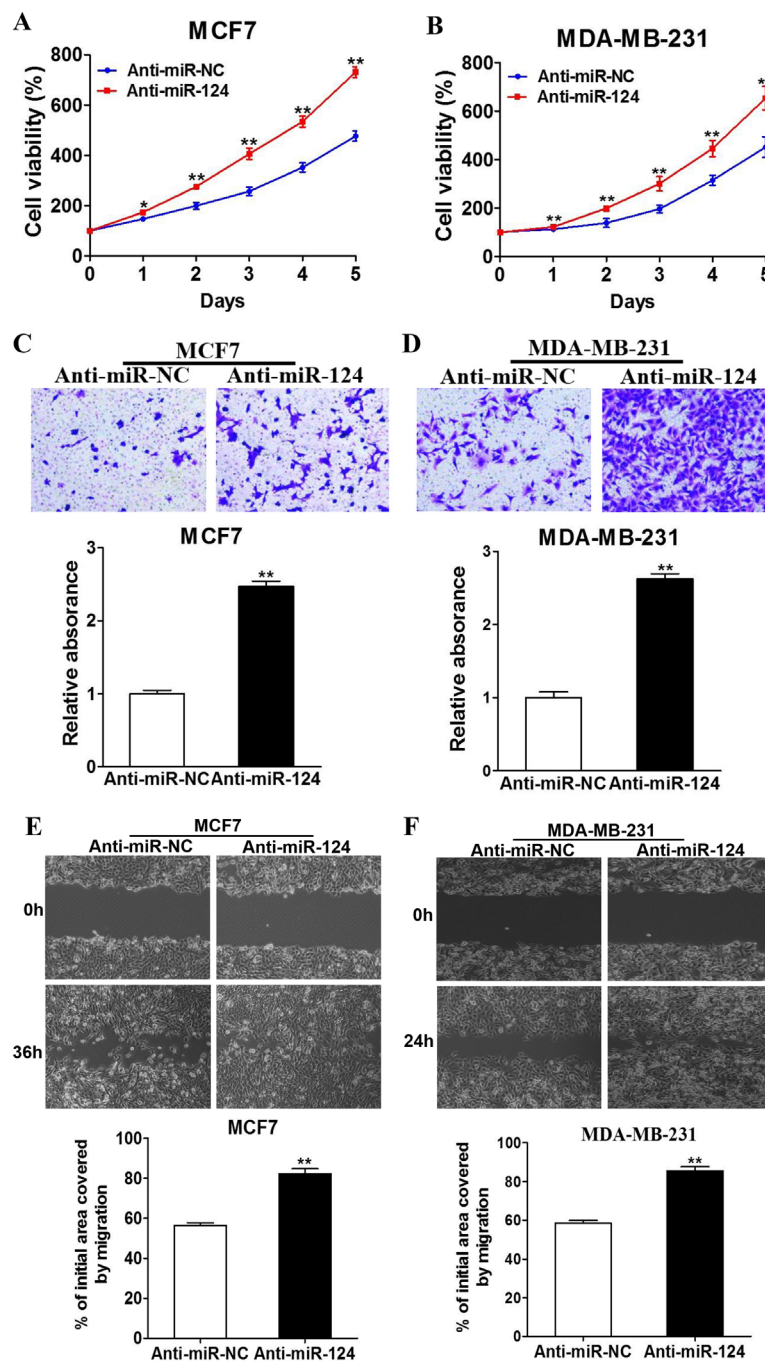 A
MCF7
Cell viability (%)
800
600
400
200
0
Anti-miR-NC
Anti-miR-124
*
**
**
**
**
0 1 2 3 4 5
Days
B
MDA-MB-231
Cell viability (%)
800
600
400
200
0
Anti-miR-NC
Anti-miR-124
**
**
**
**
0 1 2 3 4
Days
C
MCF7
Anti-miR-NC Anti-miR-124
MCF7
Relative absorance
3
2
1
0
**
Anti-miR-NC Anti-miR-124
D
MDA-MB-231
Anti-miR-NC Anti-miR-124
MDA-MB-231
Relative absorance
3
2
1
0
**
Anti-miR-NC Anti-miR-124
E
MCF7
Anti-miR-NC Anti-miR-124
0h
36h
MCF7
% of initial area covered
by migration
100
80
60
40
20
0
**
Anti-miR-NC Anti-miR-124
F
MDA-MB-231
Anti-miR-NC Anti-miR-124
0h
24h
MDA-MB-231
% of initial area covered
by migration
100
80
60
40
20
0
**
Anti-miR-NC Anti-miR-124